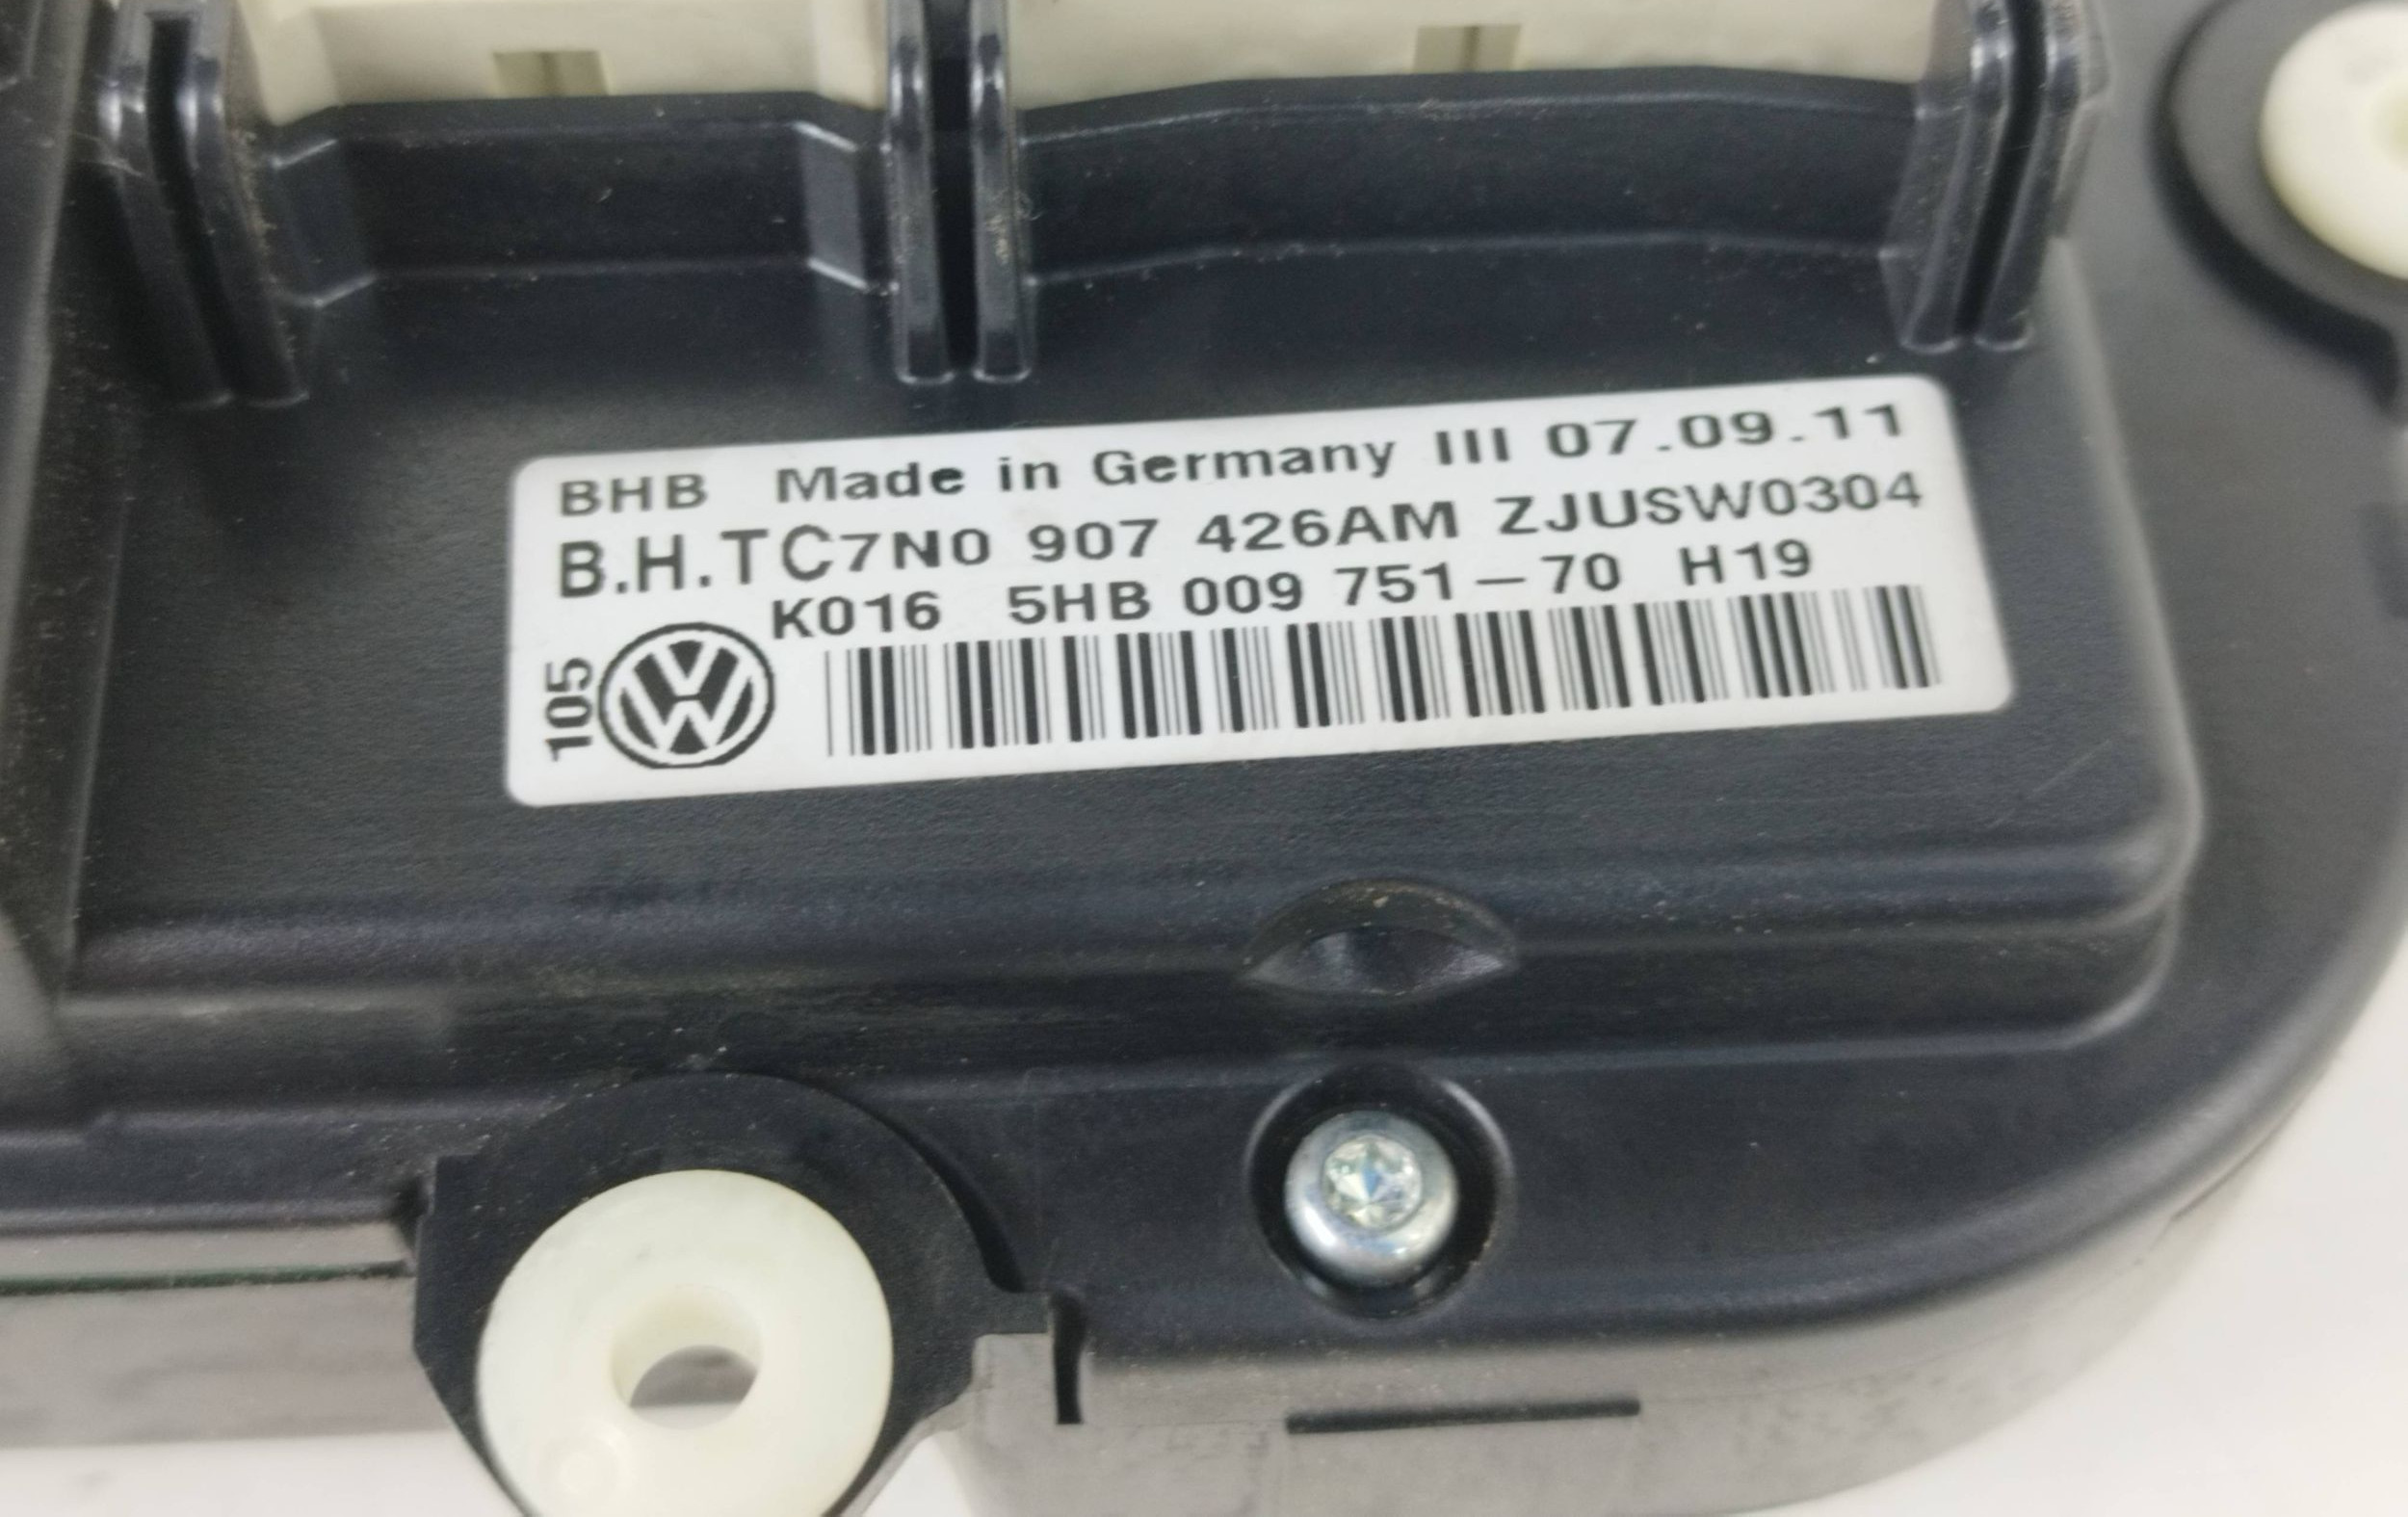 BHB Made in Germany III 07.09.11
B.H.TC7N0 907 426AM ZJUSW0304
K016 5HB 009 751-70 H19
105